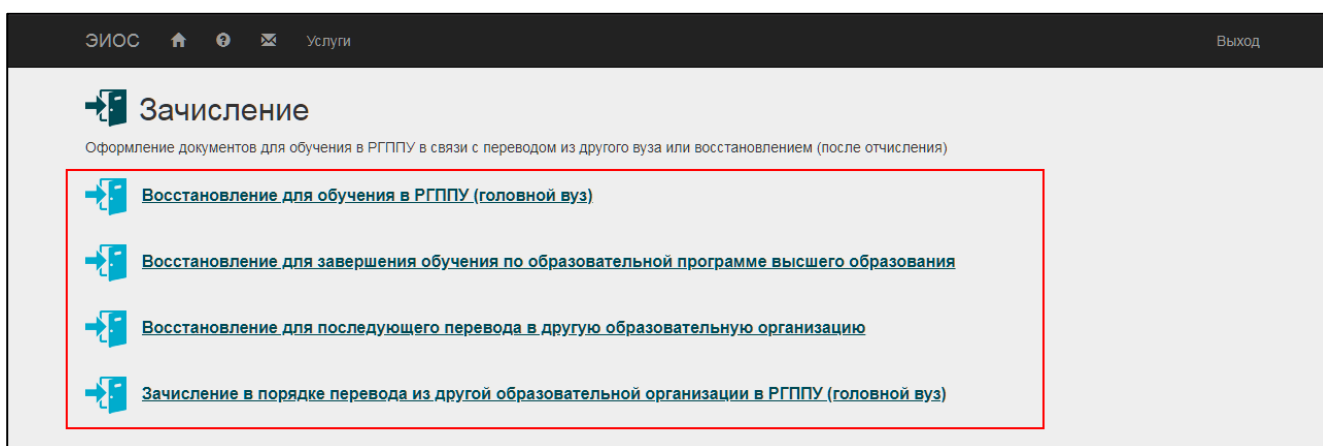 ЭИОС Услуги Выход
Зачисление
Оформление документов для обучения в РГППУ в связи с переводом из другого вуза или восстановлением (после отчисления)
Восстановление для обучения в РГППУ (головной вуз)
Восстановление для завершения обучения по образовательной программе высшего образования
Восстановление для последующего перевода в другую образовательную организацию
Зачисление в порядке перевода из другой образовательной организации в РГППУ (головной вуз)